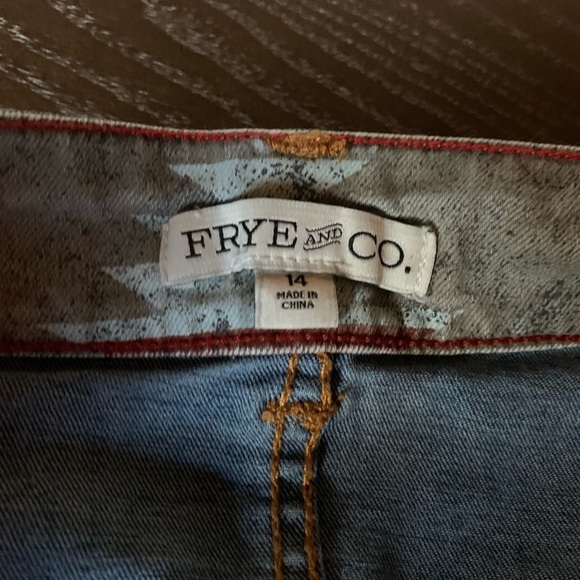 FRYE AND CO.
14
MADE IN
CHINA